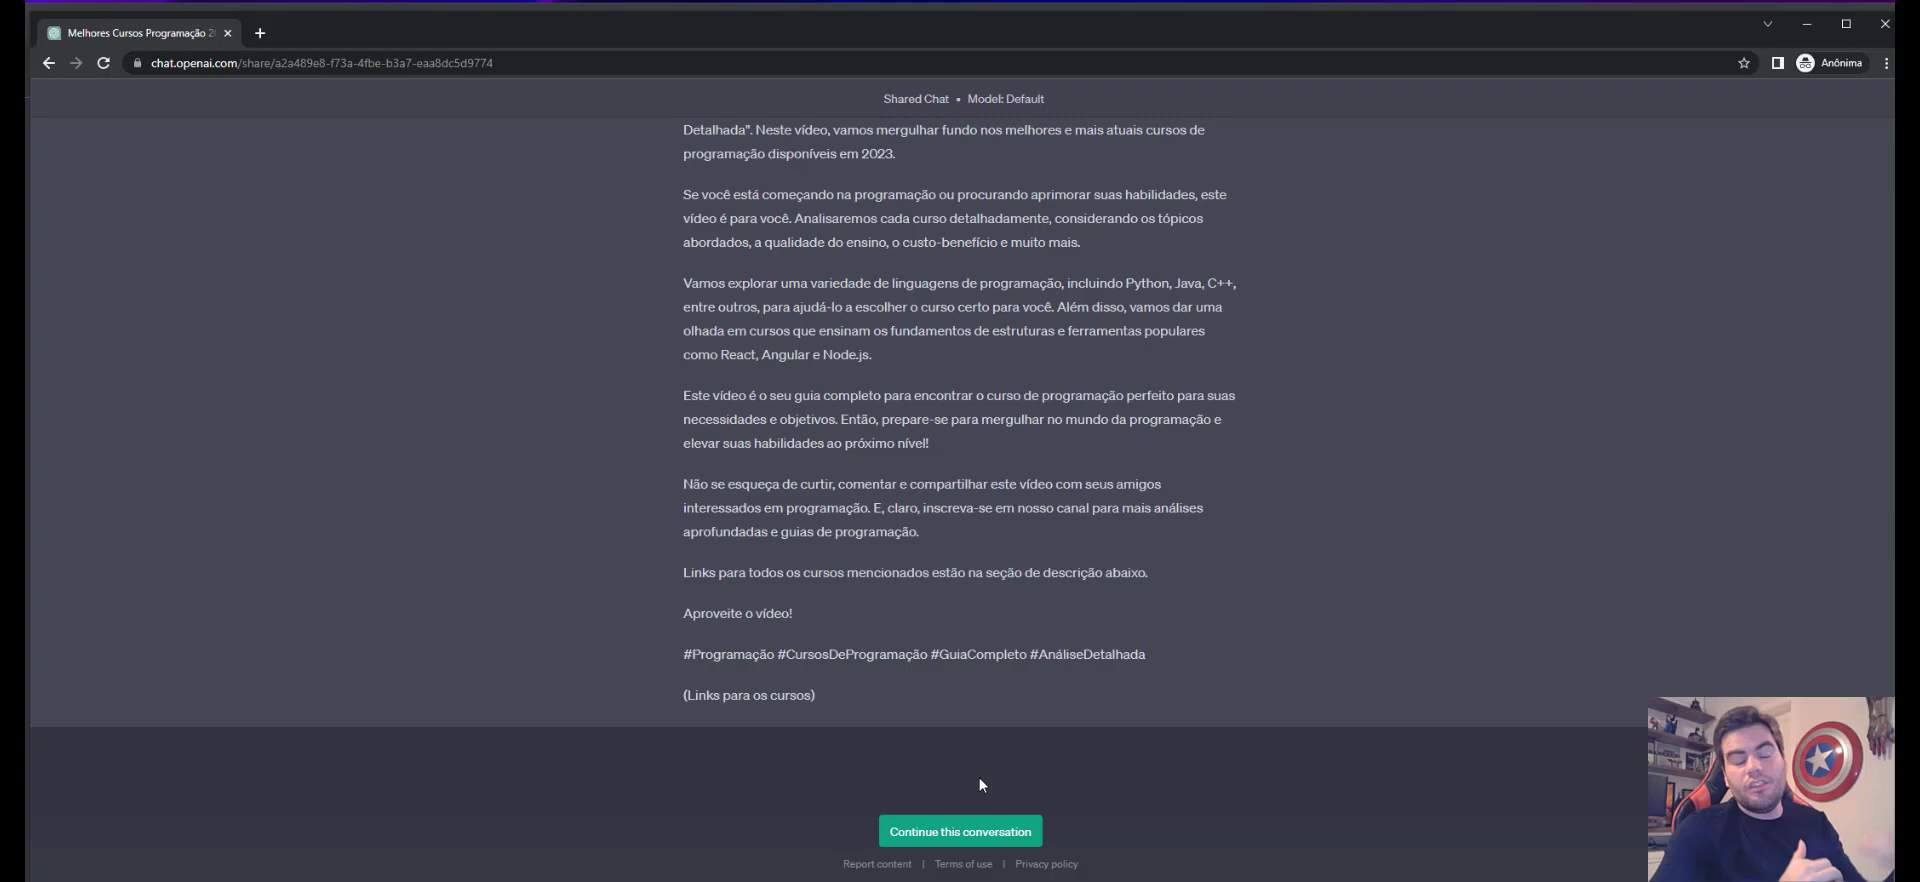 Melhores Cursos Programação 2
chat.openai.com/share/a2a489e8-f73a-4fbe-b3a7-eaa8dc5d9774
Anônima
Shared Chat • Model: Default
Detalhada". Neste vídeo, vamos mergulhar fundo nos melhores e mais atuais cursos de
programação disponíveis em 2023.
Se você está começando na programação ou procurando aprimorar suas habilidades, este
vídeo é para você. Analisaremos cada curso detalhadamente, considerando os tópicos
abordados, a qualidade do ensino, o custo-benefício e muito mais.
Vamos explorar uma variedade de linguagens de programação, incluindo Python, Java, C++,
entre outros, para ajudá-lo a escolher o curso certo para você. Além disso, vamos dar uma
olhada em cursos que ensinam os fundamentos de estruturas e ferramentas populares
como React, Angular e Node.js.
Este vídeo é o seu guia completo para encontrar o curso de programação perfeito para suas
necessidades e objetivos. Então, prepare-se para mergulhar no mundo da programação e
elevar suas habilidades ao próximo nível!
Não se esqueça de curtir, comentar e compartilhar este vídeo com seus amigos
interessados em programação. E, claro, inscreva-se em nosso canal para mais análises
aprofundadas e guias de programação.
Links para todos os cursos mencionados estão na seção de descrição abaixo.
Aproveite o vídeo!
#Programação #CursosDeProgramação #GuiaCompleto #AnáliseDetalhada
(Links para os cursos)
Continue this conversation
Report content | Terms of use | Privacy policy